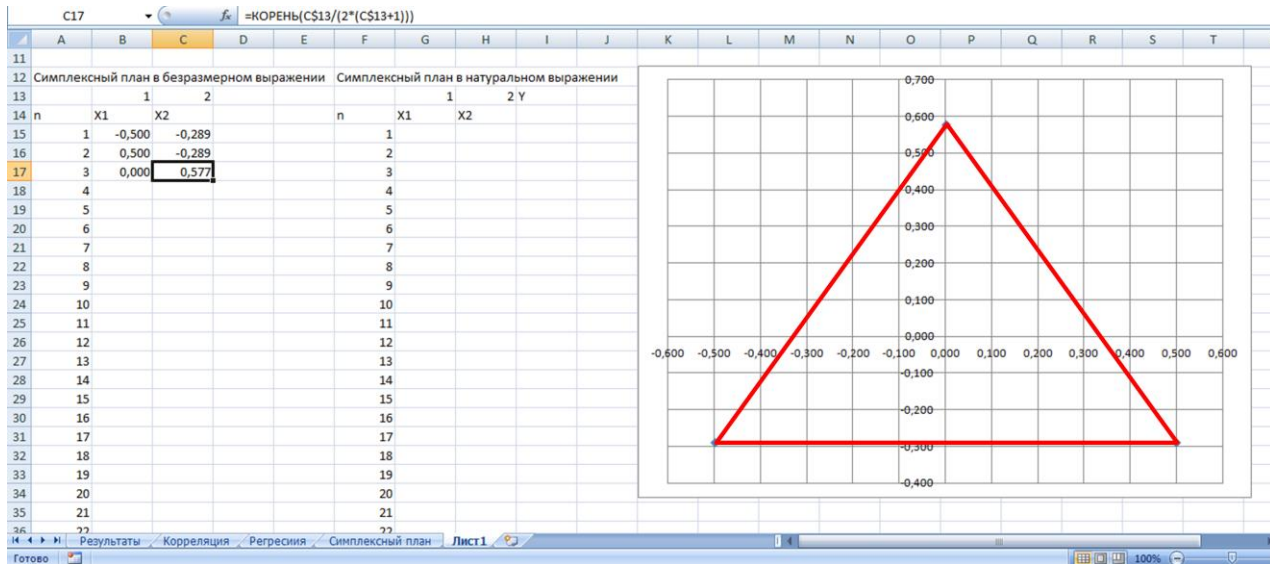 C17 fx =КОРЕНЬ(C$13/(2*(C$13+1)))
A B C D E F G H I J K L M N O P Q R S T
11
12 Симплексный план в безразмерном выражении Симплексный план в натуральном выражении
13 1 2 1 2 Y
14 n X1 X2 n X1 X2
15 1 -0,500 -0,289 1
16 2 0,500 -0,289 2
17 3 0,000 0,577 3
18 4 4
19 5 5
20 6 6
21 7 7
22 8 8
23 9 9
24 10 10
25 11 11
26 12 12
27 13 13
28 14 14
29 15 15
30 16 16
31 17 17
32 18 18
33 19 19
34 20 20
35 21 21
36 22 22
0,700
0,600
0,500
0,400
0,300
0,200
0,100
0,000
-0,600 -0,500 -0,400 -0,300 -0,200 -0,100 0,000 0,100 0,200 0,300 0,400 0,500 0,600
-0,100
-0,200
-0,300
-0,400
Результаты Корреляция Регресиия Симплексный план Лист1
Готово 100%